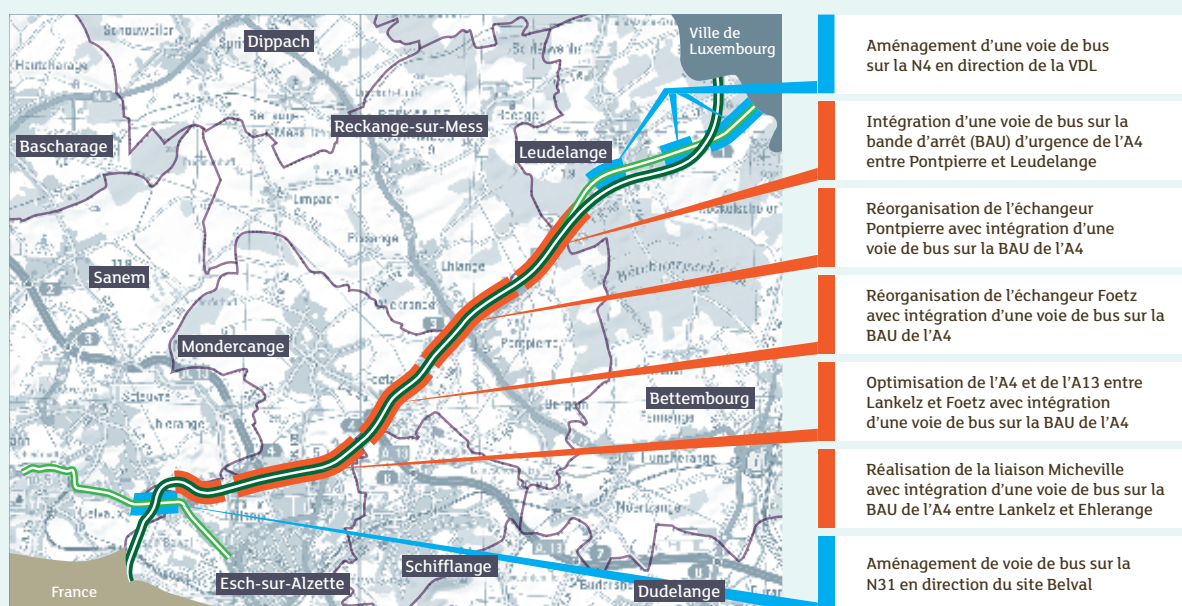 Ville de
Luxembourg
Dippach
Reckange-sur-Mess
Bascharage
Leudelange
Sanem
Mondercange
Bettembourg
Schifflange
Esch-sur-Alzette
Dudelange
France
Aménagement d'une voie de bus
sur la N4 en direction de la VDL
Intégration d'une voie de bus sur la
bande d'arrêt (BAU) d'urgence de l'A4
entre Pontpierre et Leudelange
Réorganisation de l'échangeur
Pontpierre avec intégration d'une
voie de bus sur la BAU de l'A4
Réorganisation de l'échangeur Foetz
avec intégration d'une voie de bus sur la
BAU de l'A4
Optimisation de l'A4 et de l'A13 entre
Lankelz et Foetz avec intégration
d'une voie de bus sur la BAU de l'A4
Réalisation de la liaison Micheville
avec intégration d'une voie de bus sur la
BAU de l'A4 entre Lankelz et Ehlerange
Aménagement de voie de bus sur la
N31 en direction du site Belval